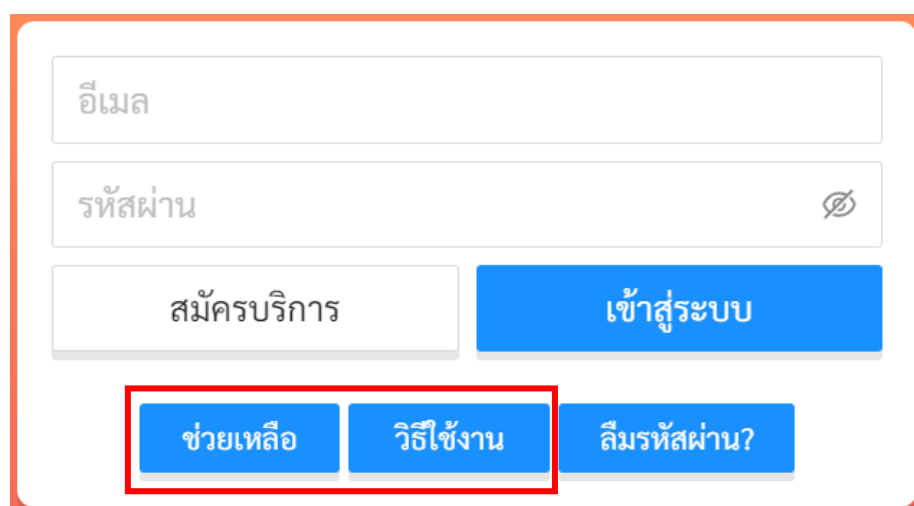 อีเมล
รหัสผ่าน
สมัครบริการ เข้าสู่ระบบ
ช่วยเหลือ วิธีใช้งาน ลืมรหัสผ่าน?